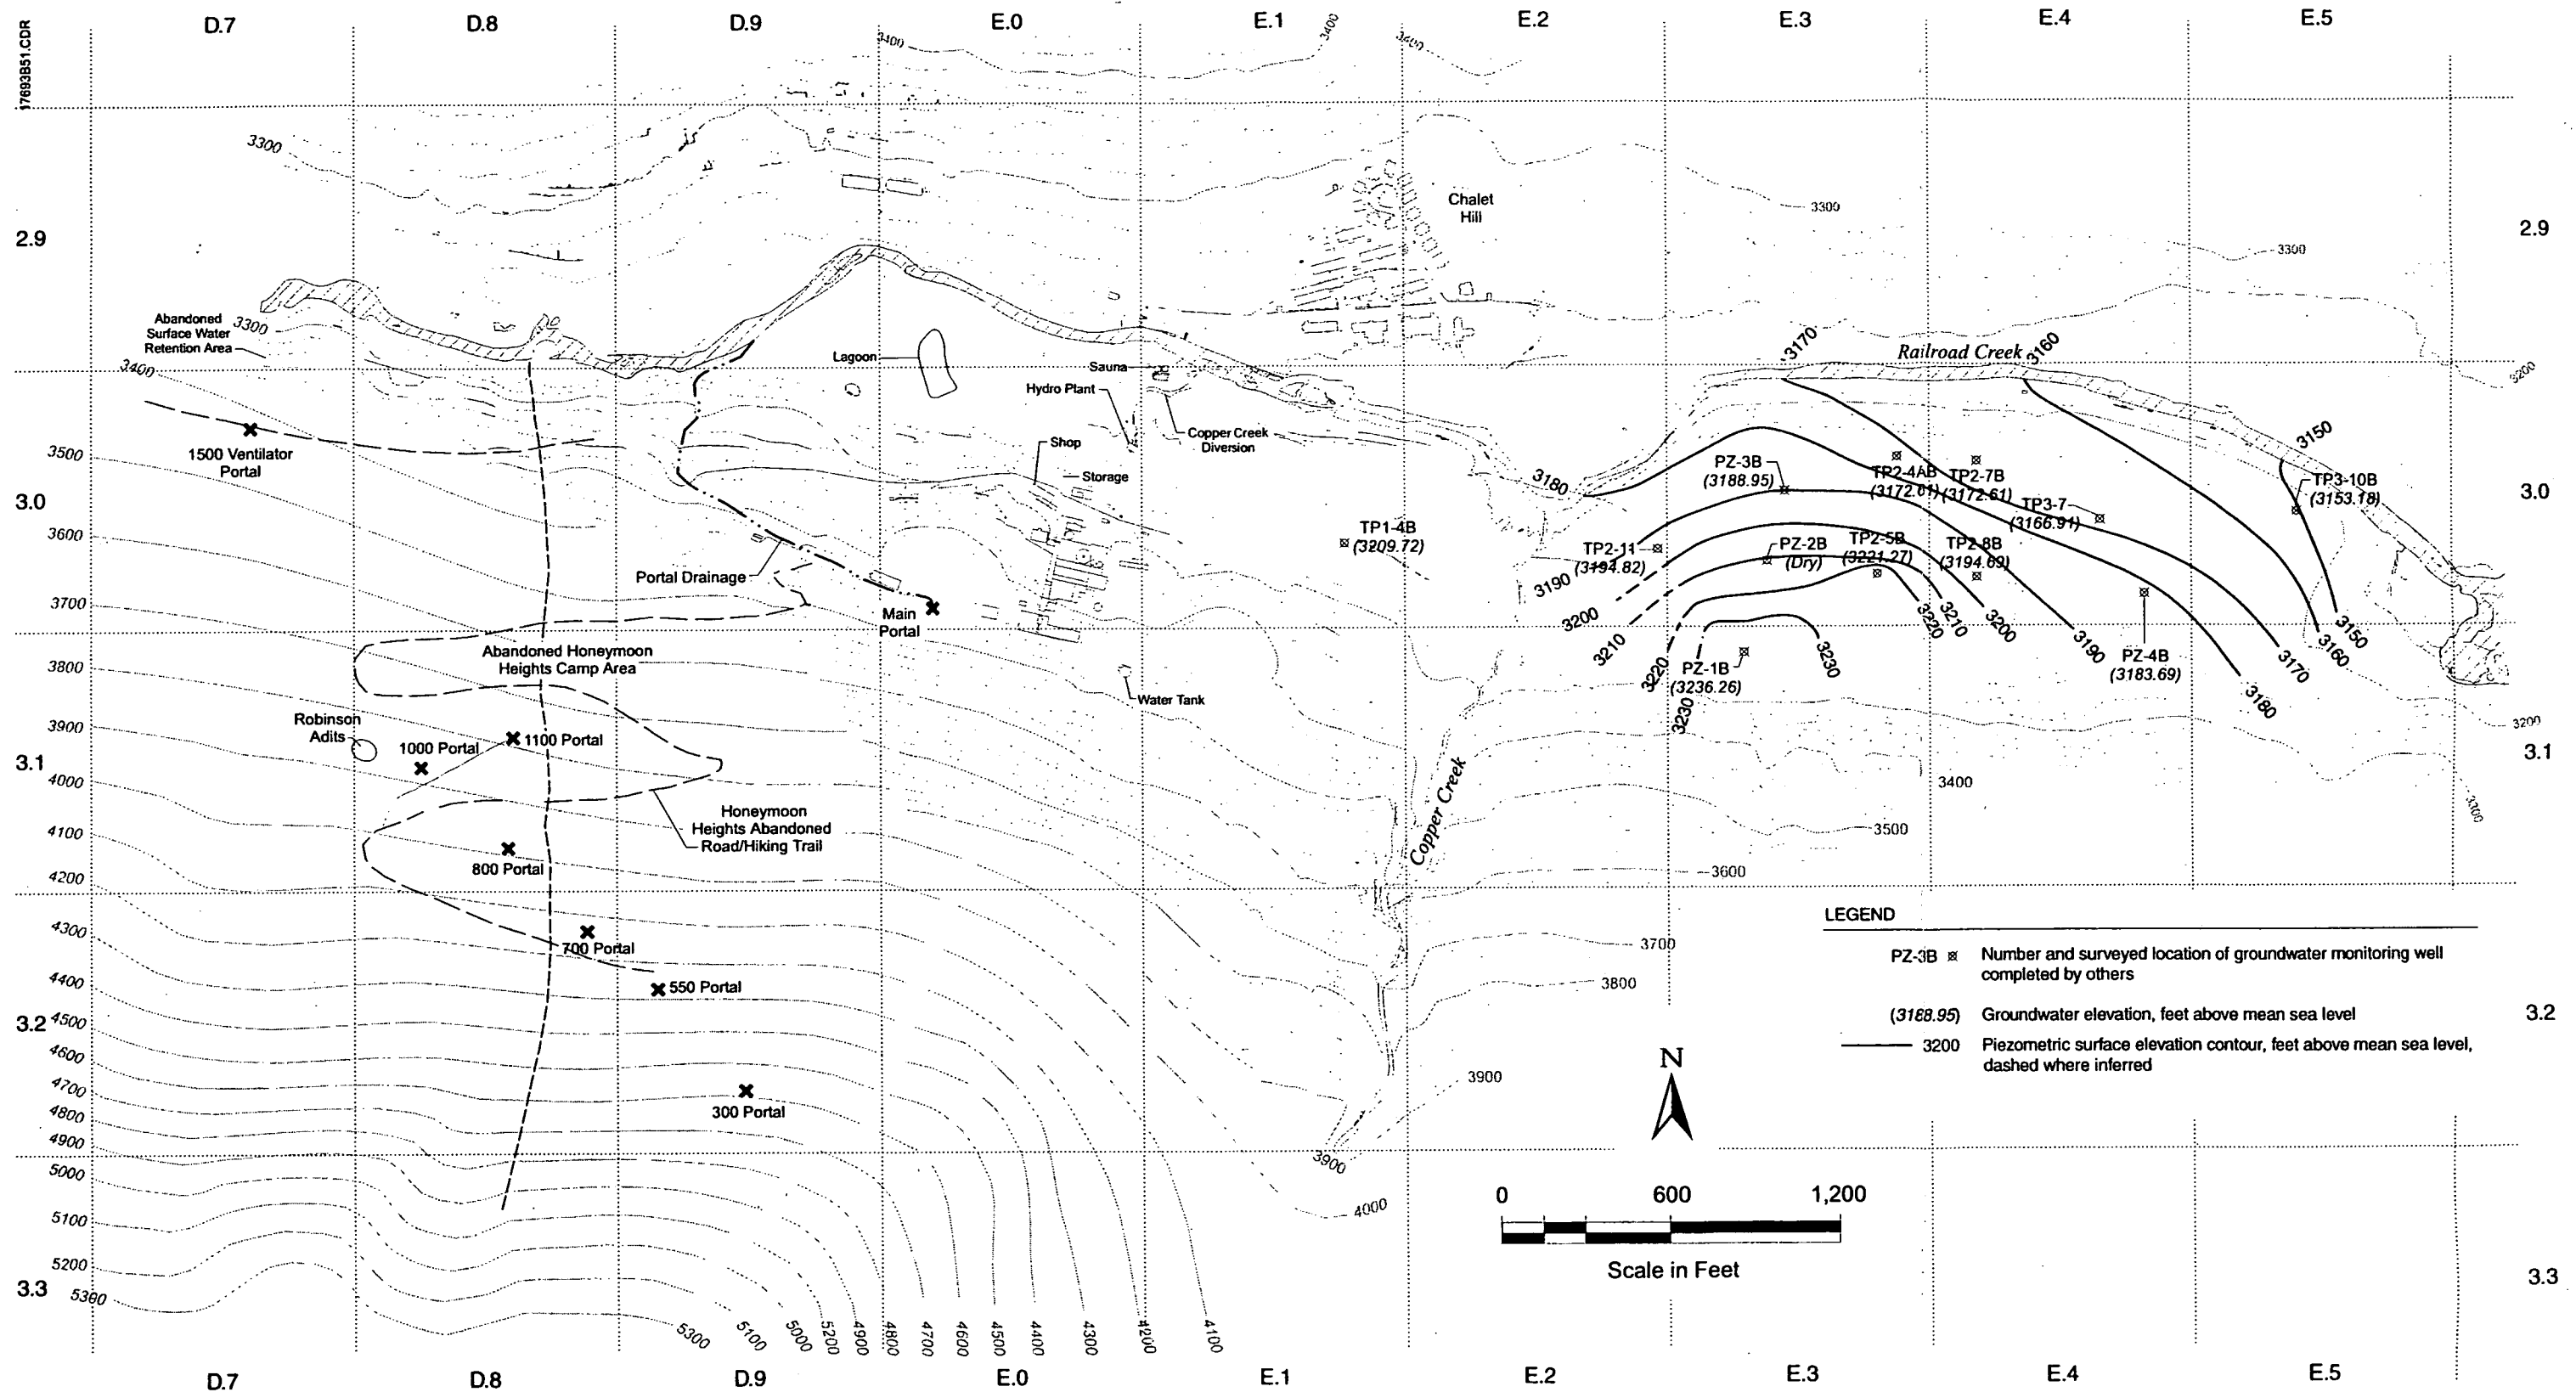 17693B51.CDR
D.7
D.8
D.9
E.0
E.1
E.2
E.3
E.4
E.5
3400
3400
3400
3300
Chalet
Hill
3300
2.9
2.9
3300
Abandoned
Surface Water
Retention Area
3300
3400
Lagoon
Sauna
Hydro Plant
Copper Creek
Diversion
Shop
Storage
3170
Railroad Creek
3160
3200
3150
1500 Ventilator
Portal
3500
3.0
3.0
3600
3700
Portal Drainage
Main
Portal
TP1-4B
(3209.72)
3180
PZ-3B
(3188.95)
TP2-4AB
(3172.61)
TP2-7B
(3172.61)
TP3-7
(3166.91)
TP3-10B
(3153.18)
TP2-11
(3194.82)
PZ-2B
(Dry)
TP2-5B
(3221.27)
TP2-8B
(3194.69)
3190
3200
3210
3220
3230
PZ-1B
(3236.26)
3230
3220
3210
3200
3190
PZ-4B
(3183.69)
3180
3170
3160
3150
3200
3800
Abandoned Honeymoon
Heights Camp Area
Water Tank
3900
Robinson
Adits
1000 Portal
1100 Portal
3.1
3.1
4000
Copper Creek
3400
3300
Honeymoon
Heights Abandoned
Road/Hiking Trail
4100
3500
800 Portal
4200
3600
4300
700 Portal
3700
4400
550 Portal
3800
3.2
3.2
4500
4600
4700
4800
4900
300 Portal
3900
3900
4000
5000
5100
5200
5300
3.3
3.3
5300
5100
5000
5200
4900
4800
4700
4600
4500
4400
4300
4200
4100
LEGEND
PZ-3B Number and surveyed location of groundwater monitoring well
completed by others
(3188.95) Groundwater elevation, feet above mean sea level
3200 Piezometric surface elevation contour, feet above mean sea level,
dashed where inferred
N
0 600 1,200
Scale in Feet
D.7
D.8
D.9
E.0
E.1
E.2
E.3
E.4
E.5